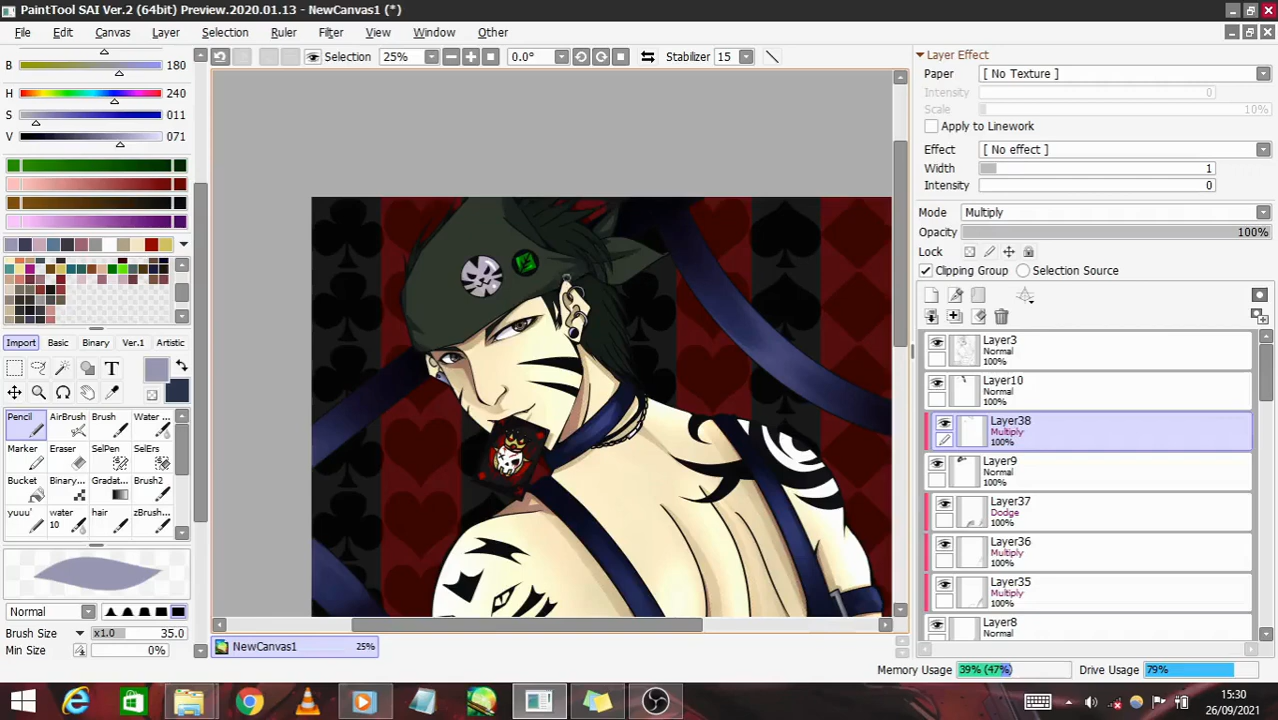 PaintTool SAI Ver.2 (64bit) Preview.2020.01.13 - NewCanvas1 (*)
File Edit Canvas Layer Selection Ruler Filter View Window Other
Selection 25% 0.0° Stabilizer 15
B 180
H 240
S 011
V 071
Import Basic Binary Ver.1 Artistic
T
Pencil AirBrush Brush Water ...
Marker Eraser SelPen SelErs
Bucket Binary... Gradat... Brush2
yuuu' water 10 hair zBrush...
Normal
Brush Size x1.0 35.0
Min Size 0%
NewCanvas1 25%
Layer Effect
Paper [ No Texture ]
Intensity 0
Scale 10%
Apply to Linework
Effect [ No effect ]
Width 1
Intensity 0
Mode Multiply
Opacity 100%
Lock
Clipping Group Selection Source
Layer3
Normal
100%
Layer10
Normal
100%
Layer38
Multiply
100%
Layer9
Normal
100%
Layer37
Dodge
100%
Layer36
Multiply
100%
Layer35
Multiply
100%
Layer8
Normal
Memory Usage 39% (47%) Drive Usage 79%
15:30
26/09/2021